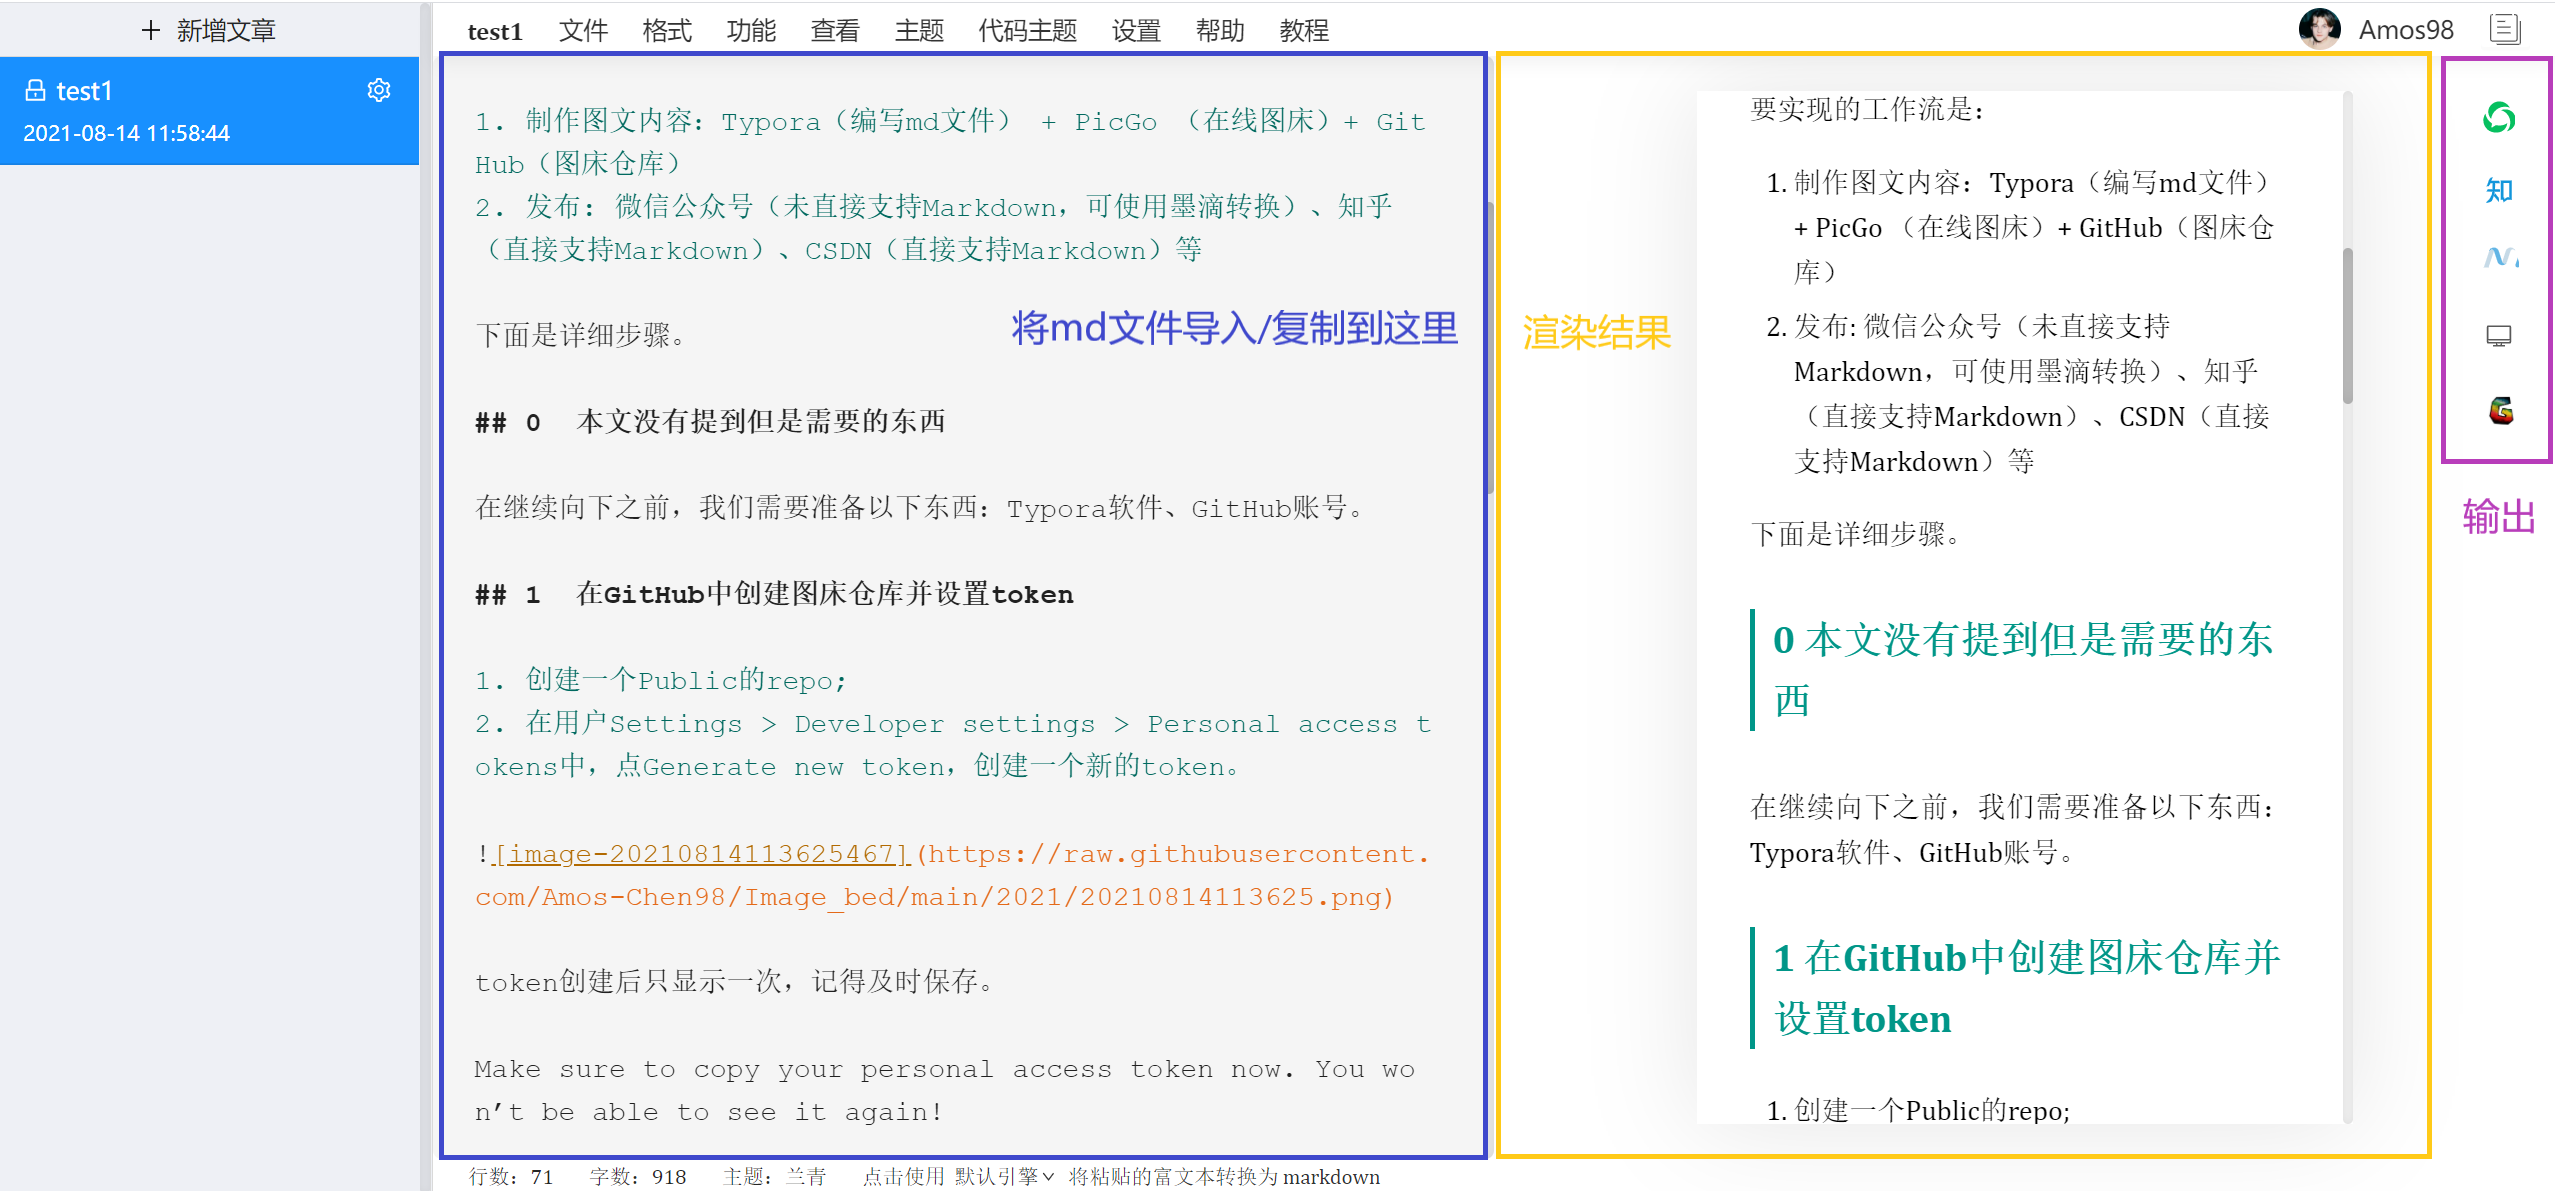 新增文章
test1
2021-08-14 11:58:44
test1 文件 格式 功能 查看 主题 代码主题 设置 帮助 教程
Amos98
1. 制作图文内容：Typora（编写md文件） + PicGo （在线图床）+ Git
Hub（图床仓库）
2. 发布: 微信公众号（未直接支持Markdown，可使用墨滴转换）、知乎
（直接支持Markdown）、CSDN（直接支持Markdown）等
下面是详细步骤。
将md文件导入/复制到这里
## 0 本文没有提到但是需要的东西
在继续向下之前，我们需要准备以下东西：Typora软件、GitHub账号。
## 1 在GitHub中创建图床仓库并设置token
1. 创建一个Public的repo;
2. 在用户Settings > Developer settings > Personal access t
okens中，点Generate new token，创建一个新的token。
![image-20210814113625467](https://raw.githubusercontent.
com/Amos-Chen98/Image_bed/main/2021/20210814113625.png)
token创建后只显示一次，记得及时保存。
Make sure to copy your personal access token now. You wo
n’t be able to see it again!
行数：71 字数：918 主题：兰青 点击使用 默认引擎 将粘贴的富文本转换为 markdown
渲染结果
要实现的工作流是：
1. 制作图文内容：Typora（编写md文件）
+ PicGo （在线图床）+ GitHub（图床仓
库）
2. 发布: 微信公众号（未直接支持
Markdown，可使用墨滴转换）、知乎
（直接支持Markdown）、CSDN（直接
支持Markdown）等
下面是详细步骤。
0 本文没有提到但是需要的东
西
在继续向下之前，我们需要准备以下东西：
Typora软件、GitHub账号。
1 在GitHub中创建图床仓库并
设置token
1. 创建一个Public的repo;
知
输出